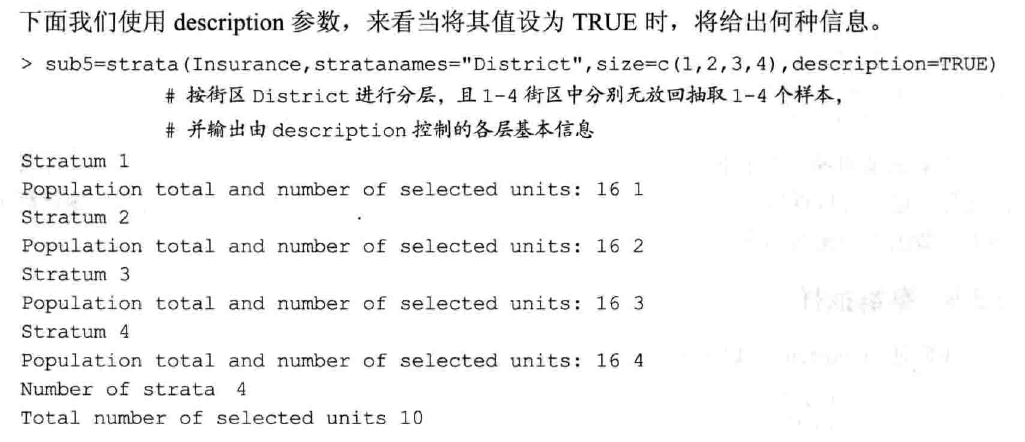 下面我们使用 description 参数，来看当将其值设为 TRUE 时，将给出何种信息。
> sub5=strata(Insurance,stratanames="District",size=c(1,2,3,4),description=TRUE)
# 按街区 District 进行分层，且 1-4 街区中分别无放回抽取 1-4 个样本，
# 并输出由 description 控制的各层基本信息
Stratum 1
Population total and number of selected units: 16 1
Stratum 2
Population total and number of selected units: 16 2
Stratum 3
Population total and number of selected units: 16 3
Stratum 4
Population total and number of selected units: 16 4
Number of strata  4
Total number of selected units 10